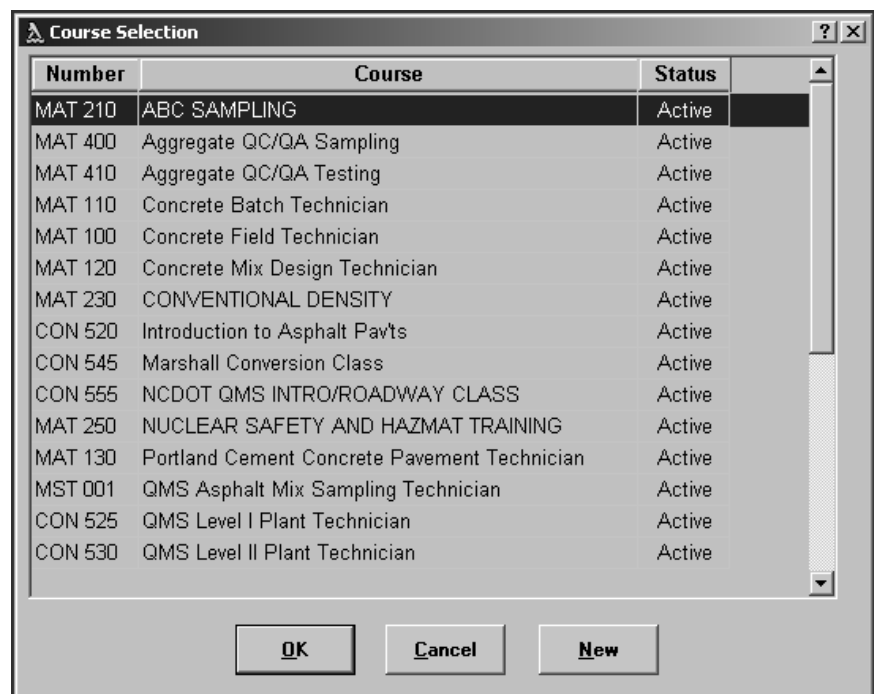 Course Selection
Number Course Status
MAT 210 ABC SAMPLING Active
MAT 400 Aggregate QC/QA Sampling Active
MAT 410 Aggregate QC/QA Testing Active
MAT 110 Concrete Batch Technician Active
MAT 100 Concrete Field Technician Active
MAT 120 Concrete Mix Design Technician Active
MAT 230 CONVENTIONAL DENSITY Active
CON 520 Introduction to Asphalt Pav'ts Active
CON 545 Marshall Conversion Class Active
CON 555 NCDOT QMS INTRO/ROADWAY CLASS Active
MAT 250 NUCLEAR SAFETY AND HAZMAT TRAINING Active
MAT 130 Portland Cement Concrete Pavement Technician Active
MST 001 QMS Asphalt Mix Sampling Technician Active
CON 525 QMS Level I Plant Technician Active
CON 530 QMS Level II Plant Technician Active
OK Cancel New